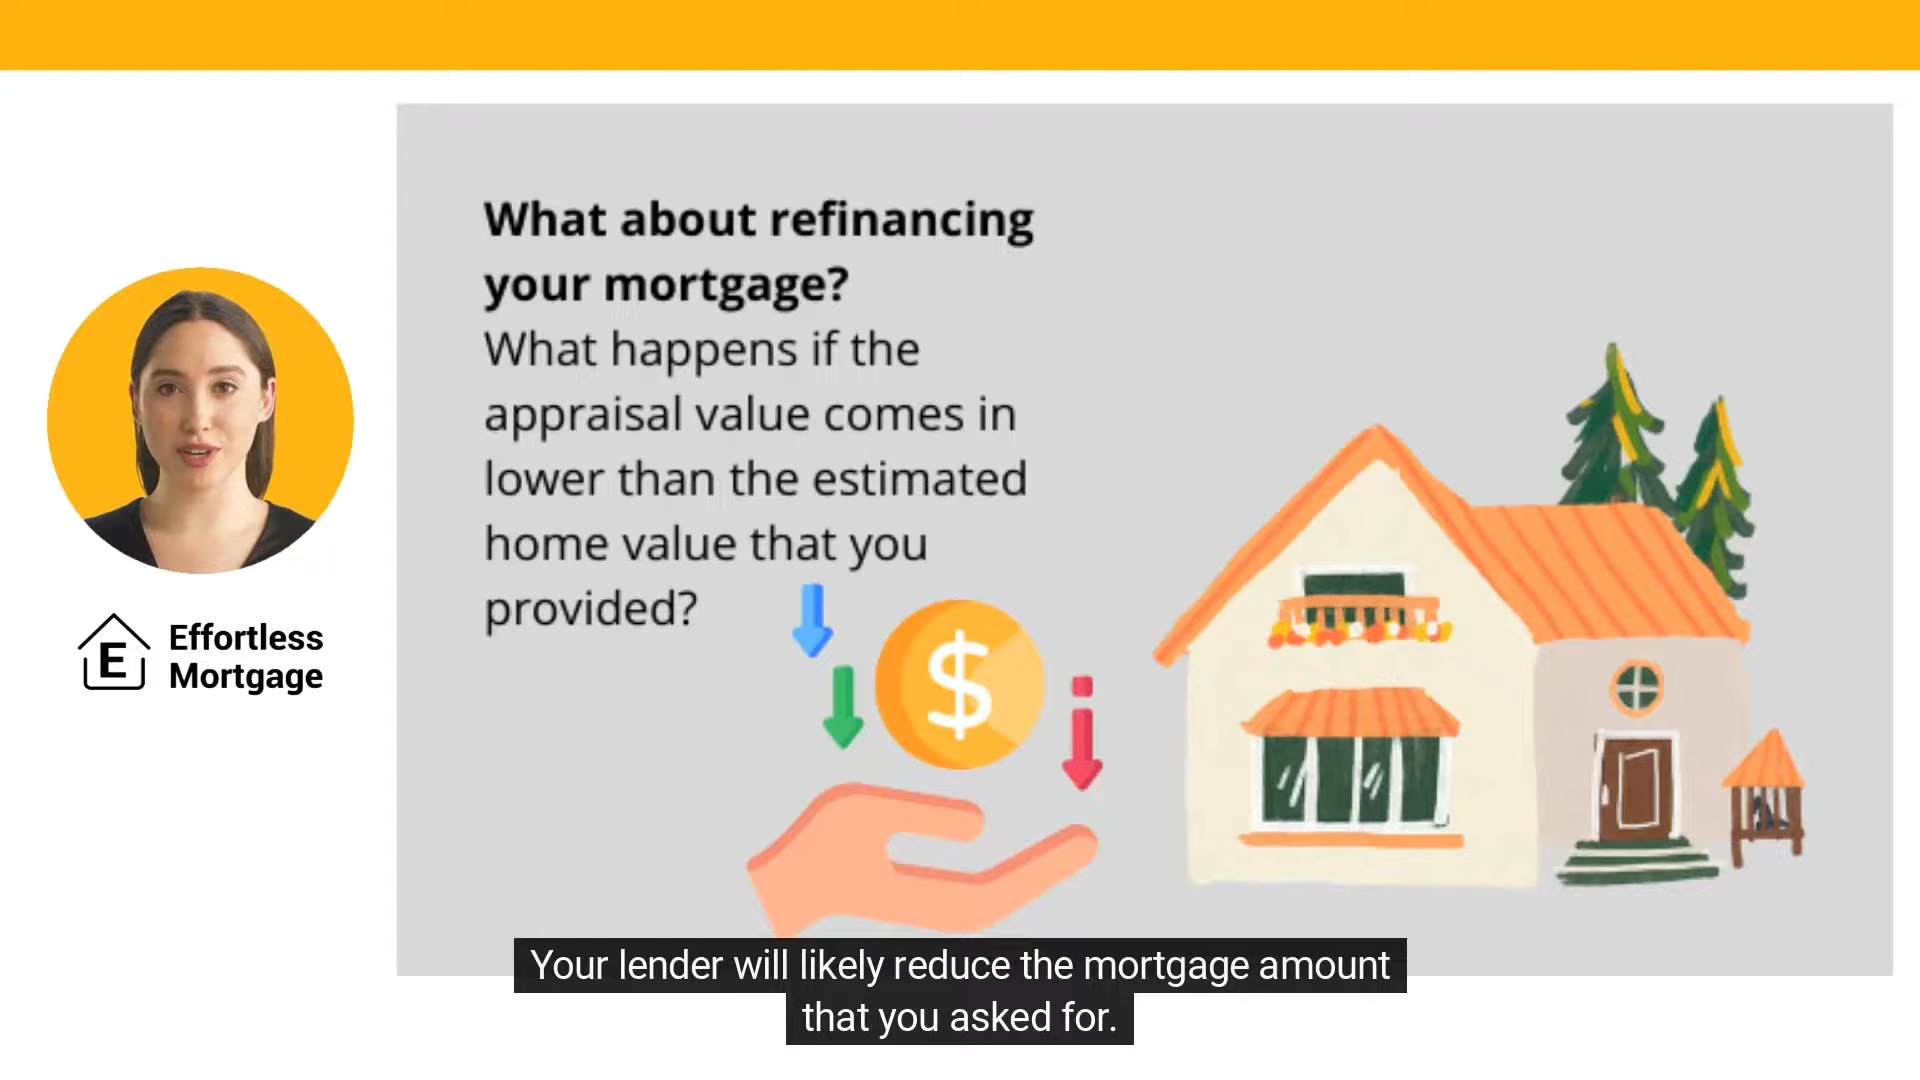 What about refinancing
your mortgage?
What happens if the
appraisal value comes in
lower than the estimated
home value that you
provided?
$
E
Effortless
Mortgage
Your lender will likely reduce the mortgage amount
that you asked for.